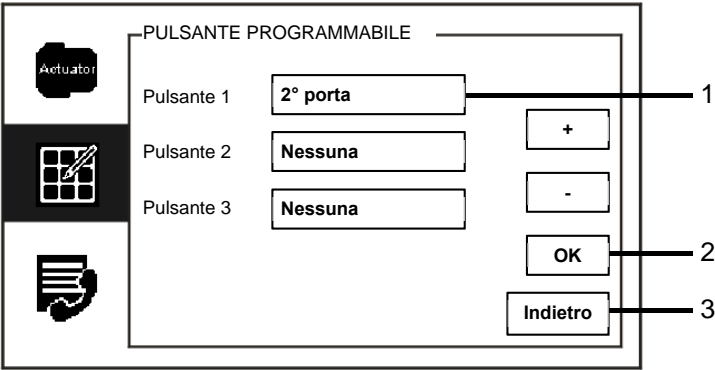 Actuator
PULSANTE PROGRAMMABILE
Pulsante 1 2° porta 1
+
Pulsante 2 Nessuna
-
Pulsante 3 Nessuna
OK 2
Indietro 3